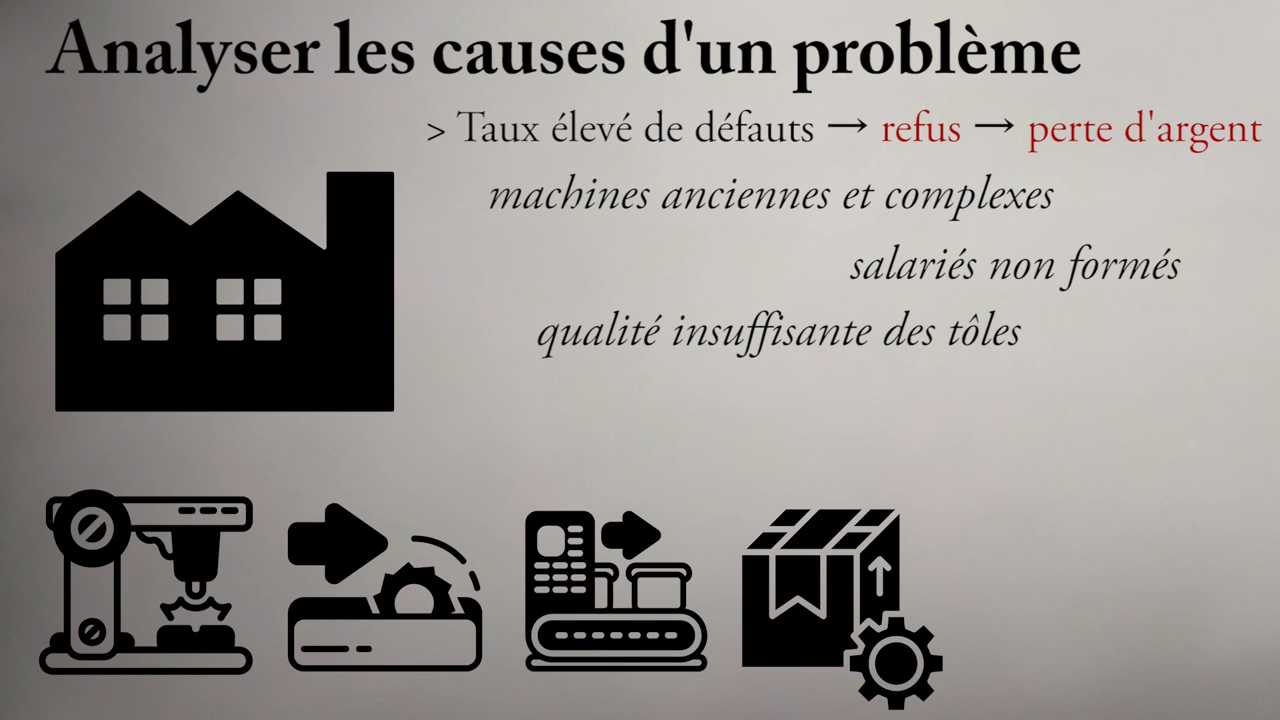 Analyser les causes d'un problème
> Taux élevé de défauts → refus → perte d'argent
machines anciennes et complexes
salariés non formés
qualité insuffisante des tôles